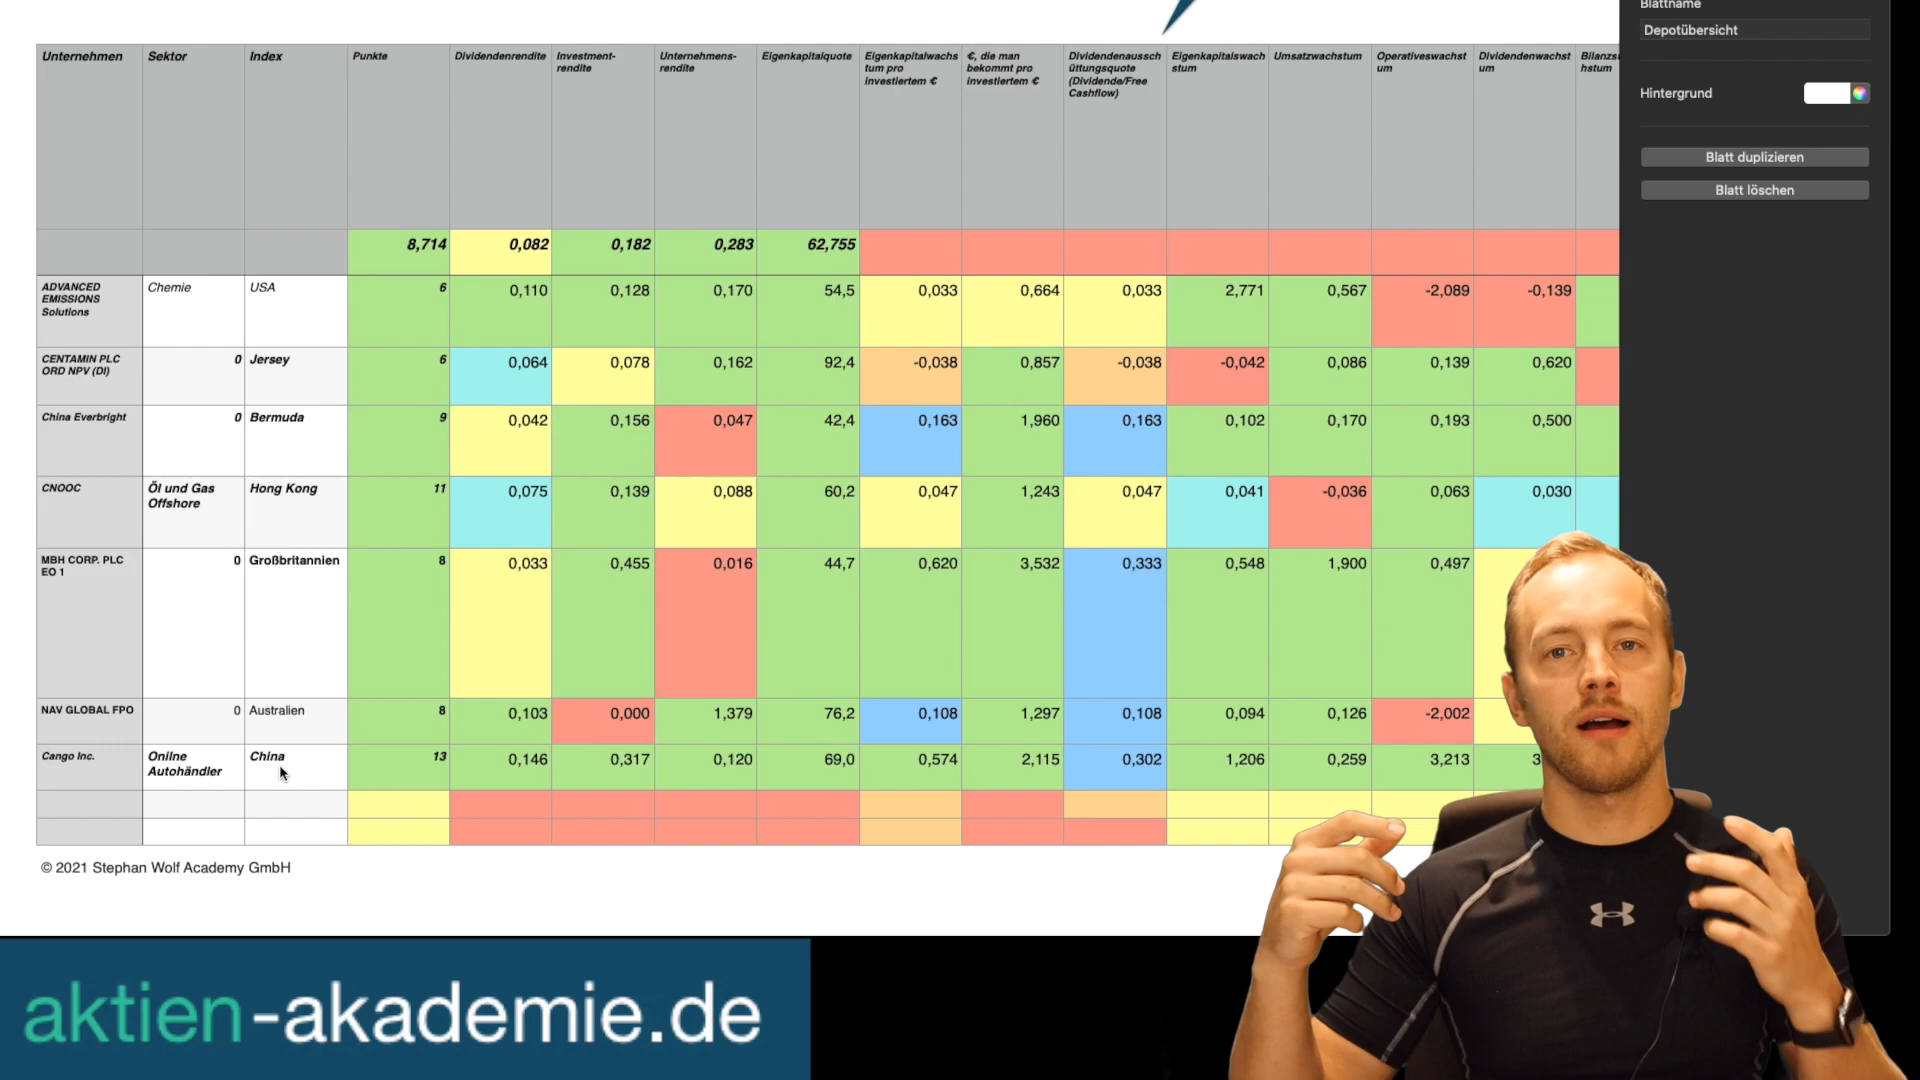 Blattname
Depotübersicht
Hintergrund
Blatt duplizieren
Blatt löschen
Unternehmen Sektor Index Punkte Dividendenrendite Investment- Unternehmens- Eigenkapitalquote Eigenkapitalwachs €, die man Dividendenaussch Eigenkapitalswach Umsatzwachstum Operativeswachst Dividendenwachst
rendite rendite tum pro bekommt pro üttungsquote stum um um hstum
investiertem € investiertem € (Dividende/Free
Cashflow)
8,714 0,082 0,182 0,283 62,755
ADVANCED Chemie USA 6 0,110 0,128 0,170 54,5 0,033 0,664 0,033 2,771 0,567 -2,089 -0,139
EMISSIONS
Solutions
CENTAMIN PLC 0 Jersey 6 0,064 0,078 0,162 92,4 -0,038 0,857 -0,038 -0,042 0,086 0,139 0,620
ORD NPV (DI)
China Everbright 0 Bermuda 9 0,042 0,156 0,047 42,4 0,163 1,960 0,163 0,102 0,170 0,193 0,500
CNOOC Öl und Gas Hong Kong 11 0,075 0,139 0,088 60,2 0,047 1,243 0,047 0,041 -0,036 0,063 0,030
Offshore
MBH CORP. PLC 0 Großbritannien 8 0,033 0,455 0,016 44,7 0,620 3,532 0,333 0,548 1,900 0,497
EO 1
NAV GLOBAL FPO 0 Australien 8 0,103 0,000 1,379 76,2 0,108 1,297 0,108 0,094 0,126 -2,002
Cango Inc. Onilne China 13 0,146 0,317 0,120 69,0 0,574 2,115 0,302 1,206 0,259 3,213
Autohändler
© 2021 Stephan Wolf Academy GmbH
aktien-akademie.de